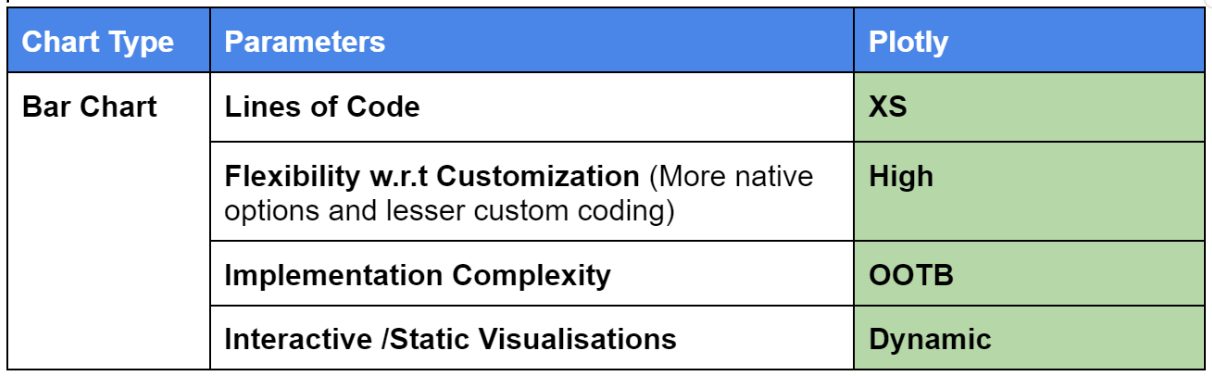 Chart Type Parameters Plotly
Bar Chart Lines of Code XS
Flexibility w.r.t Customization (More native High
options and lesser custom coding)
Implementation Complexity OOTB
Interactive /Static Visualisations Dynamic